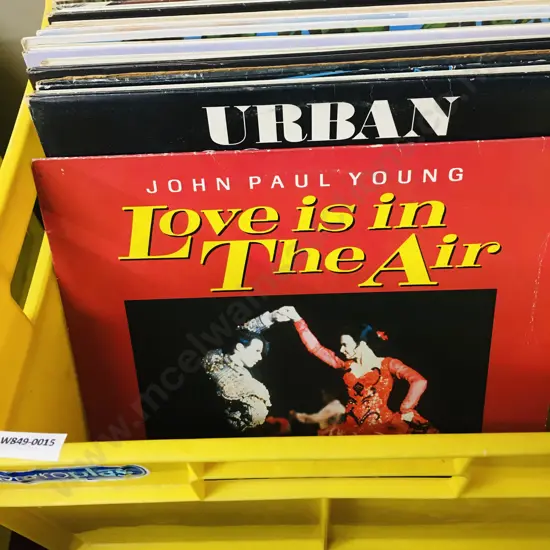 URBAN
JOHN PAUL YOUNG
Love is in
The Air
W849-0015